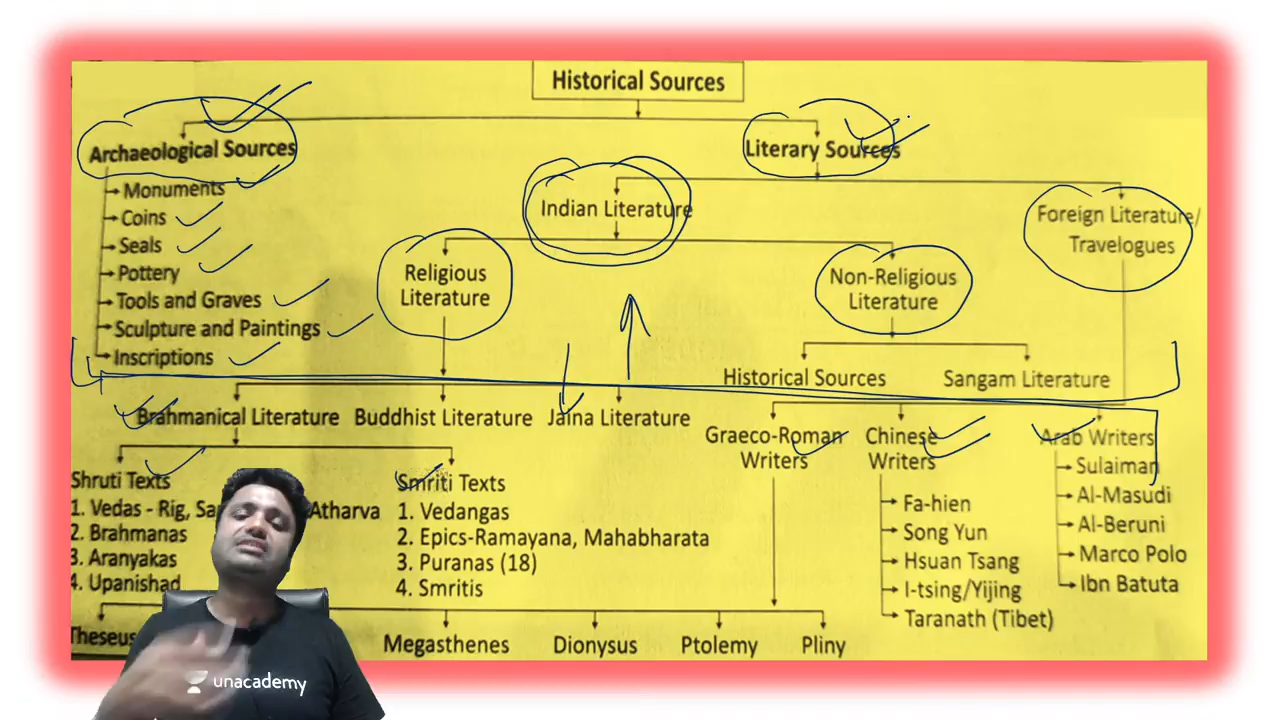 Historical Sources
Archaeological Sources
Literary Sources
Monuments
Coins
Seals
Pottery
Tools and Graves
Sculpture and Paintings
Inscriptions
Indian Literature
Foreign Literature/
Travelogues
Religious
Literature
Non-Religious
Literature
Historical Sources
Sangam Literature
Brahmanical Literature
Buddhist Literature
Jaina Literature
Shruti Texts
1. Vedas - Rig, Atharva
2. Brahmanas
3. Aranyakas
4. Upanishad
Smriti Texts
1. Vedangas
2. Epics-Ramayana, Mahabharata
3. Puranas (18)
4. Smritis
Graeco-Roman
Writers
Chinese
Writers
Fa-hien
Song Yun
Hsuan Tsang
I-tsing/Yijing
Taranath (Tibet)
Arab Writers
Sulaiman
Al-Masudi
Al-Beruni
Marco Polo
Ibn Batuta
Theseus
Megasthenes
Dionysus
Ptolemy
Pliny
unacademy